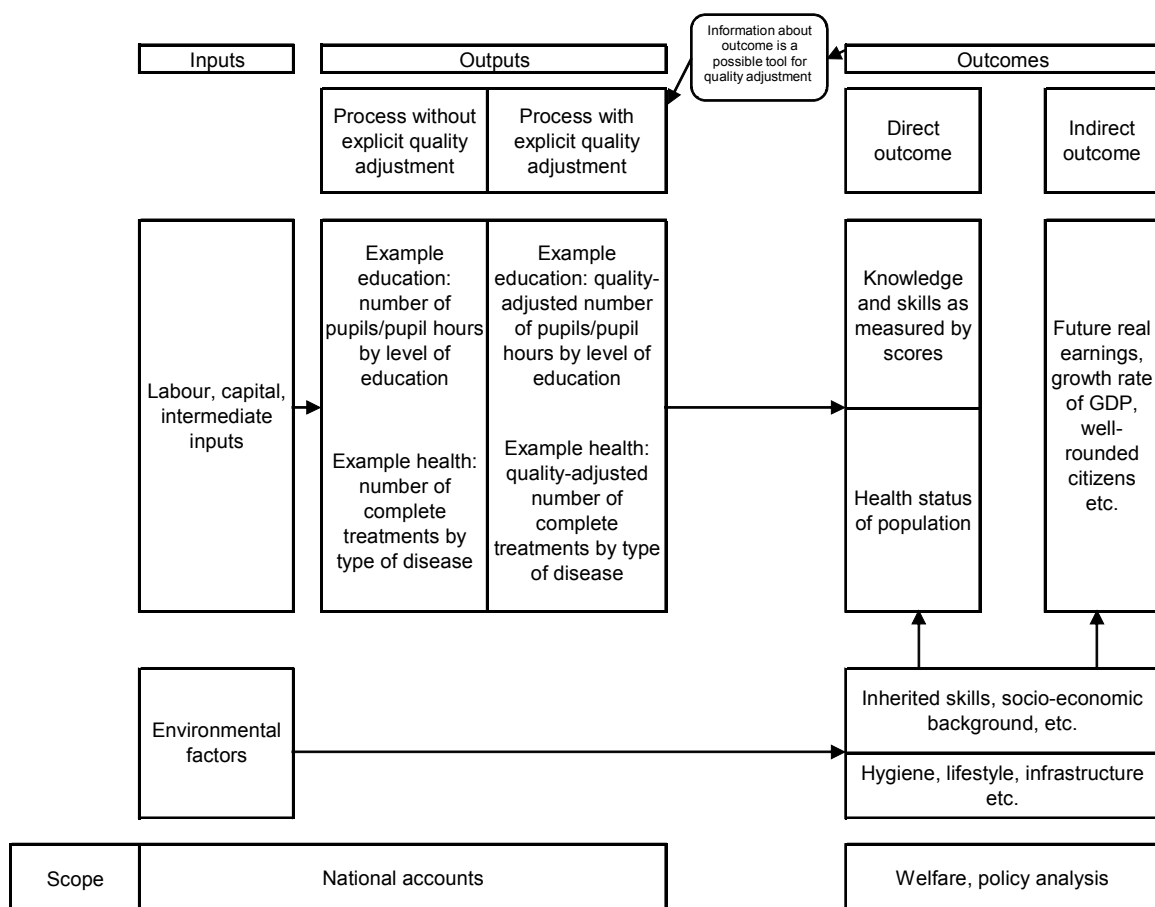 Information about
outcome is a
possible tool for
quality adjustment
Inputs
Outputs
Outcomes
Process without
explicit quality
adjustment
Process with
explicit quality
adjustment
Direct
outcome
Indirect
outcome
Labour, capital,
intermediate
inputs
Example
education:
number of
pupils/pupil hours
by level of
education
Example health:
number of
complete
treatments by
type of disease
Example
education: quality-
adjusted number
of pupils/pupil
hours by level of
education
Example health:
quality-adjusted
number of
complete
treatments by type
of disease
Knowledge
and skills as
measured by
scores
Health status
of population
Future real
earnings,
growth rate
of GDP,
well-
rounded
citizens
etc.
Environmental
factors
Inherited skills, socio-economic
background, etc.
Hygiene, lifestyle, infrastructure
etc.
Scope
National accounts
Welfare, policy analysis